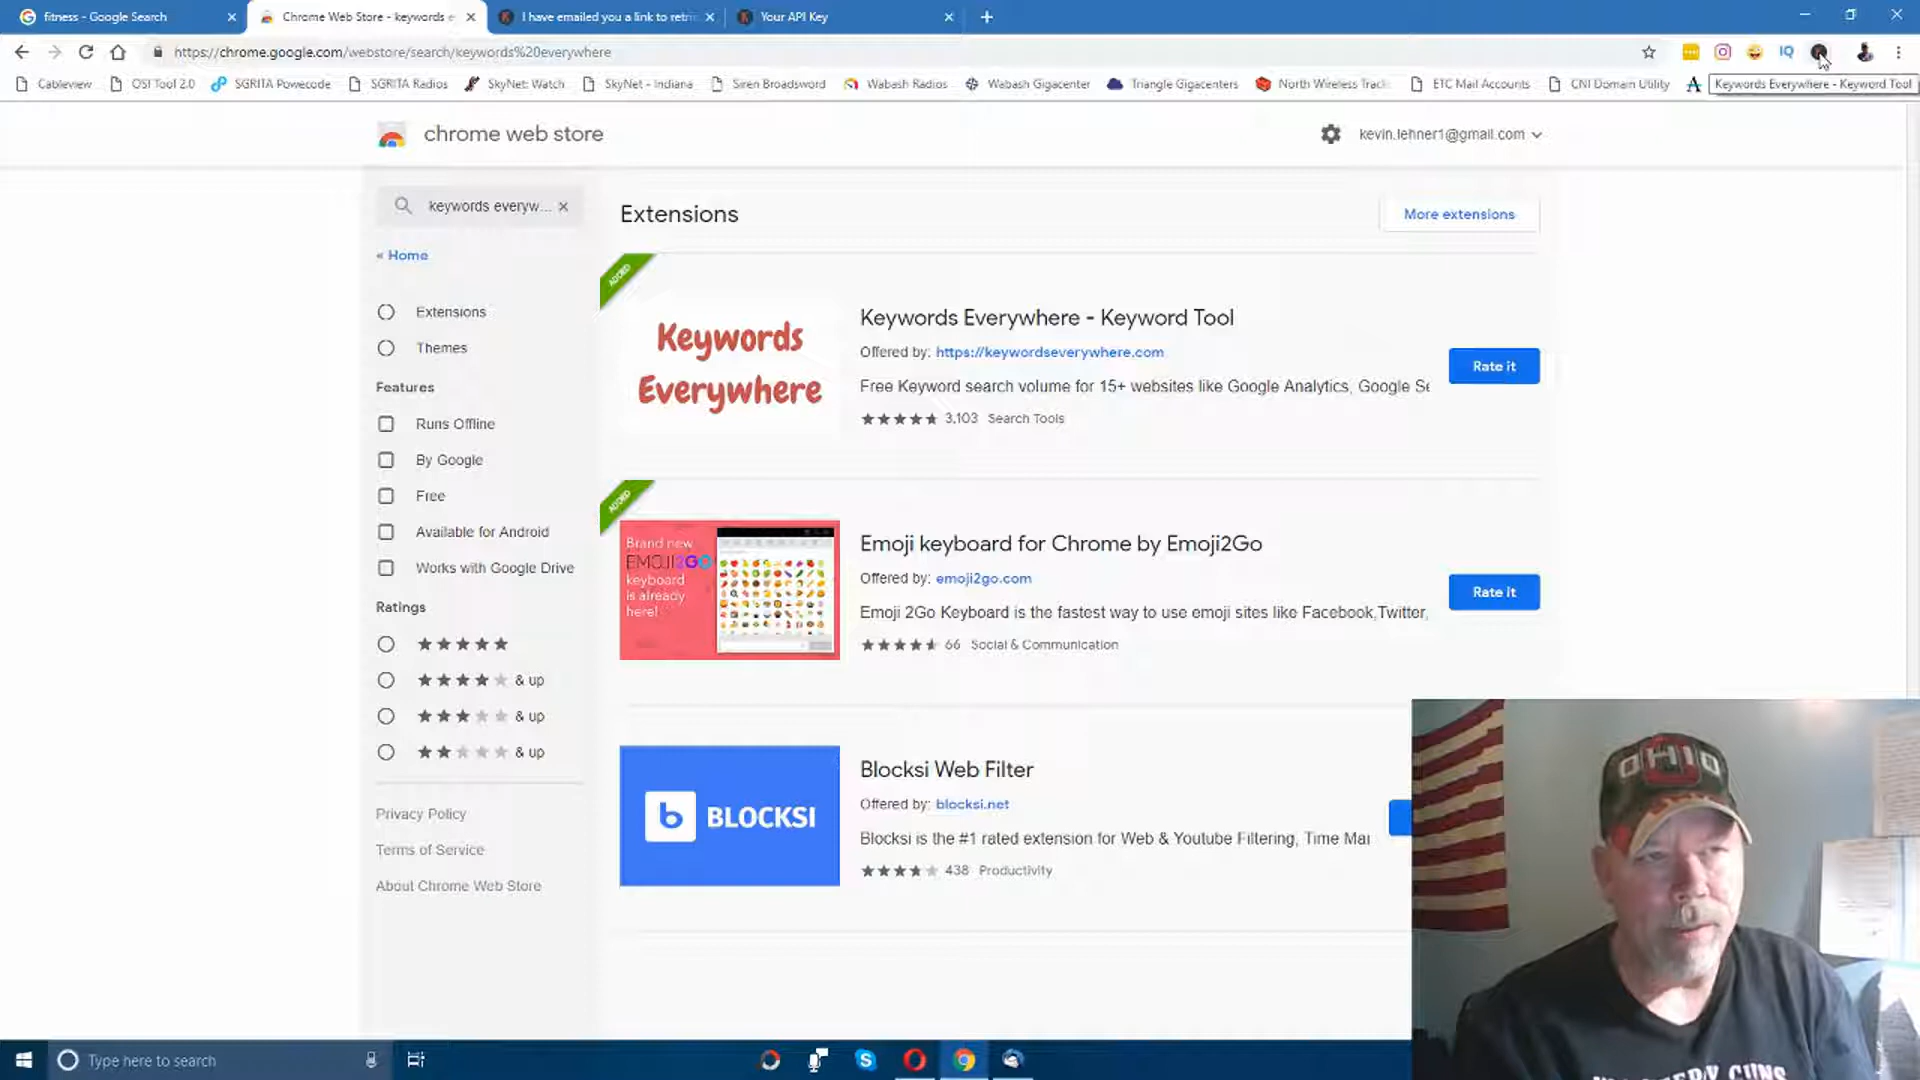 fitness - Google Search
Chrome Web Store - keywords e
I have emailed you a link to retri
Your API Key
https://chrome.google.com/webstore/search/keywords%20everywhere
IQ
Cableview
OSI Tool 2.0
SGRITA Powecode
SGRITA Radios
SkyNet: Watch
SkyNet - Indiana
Siren Broadsword
Wabash Radios
Wabash Gigacenter
Triangle Gigacenters
North Wireless Track
ETC Mail Accounts
CNI Domain Utility
Keywords Everywhere - Keyword Tool
chrome web store
kevin.lehner1@gmail.com
keywords everyw...
Extensions
More extensions
« Home
Extensions
Themes
Features
Runs Offline
By Google
Free
Available for Android
Works with Google Drive
Ratings
& up
& up
& up
Privacy Policy
Terms of Service
About Chrome Web Store
ADDED
Keywords
Everywhere
Keywords Everywhere - Keyword Tool
Offered by: https://keywordseverywhere.com
Free Keyword search volume for 15+ websites like Google Analytics, Google Se
3,103 Search Tools
Rate it
ADDED
Brand new
EMOJI2GO
keyboard
is already
here!
Emoji keyboard for Chrome by Emoji2Go
Offered by: emoji2go.com
Emoji 2Go Keyboard is the fastest way to use emoji sites like Facebook,Twitter,
66 Social & Communication
Rate it
b BLOCKSI
Blocksi Web Filter
Offered by: blocksi.net
Blocksi is the #1 rated extension for Web & Youtube Filtering, Time Mar
438 Productivity
OHIO
Type here to search